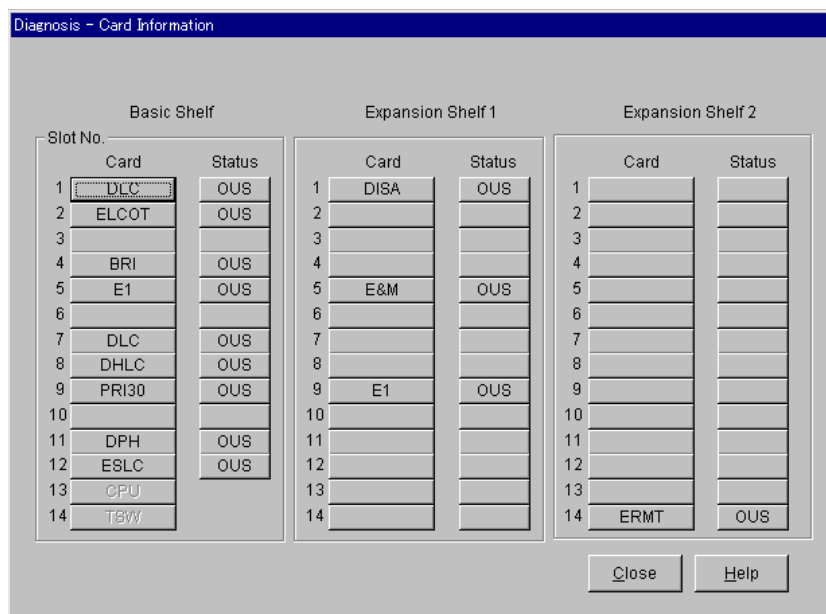 Diagnosis - Card Information
Basic Shelf Expansion Shelf 1 Expansion Shelf 2
Slot No.
Card Status Card Status Card Status
1 DLC OUS 1 DISA OUS 1
2 ELCOT OUS 2 2
3 3 3
4 BRI OUS 4 4
5 E1 OUS 5 E&M OUS 5
6 6 6
7 DLC OUS 7 7
8 DHLC OUS 8 8
9 PRI30 OUS 9 E1 OUS 9
10 10 10
11 DPH OUS 11 11
12 ESLC OUS 12 12
13 CPU 13 13
14 TSW 14 14 ERMT OUS
Close Help